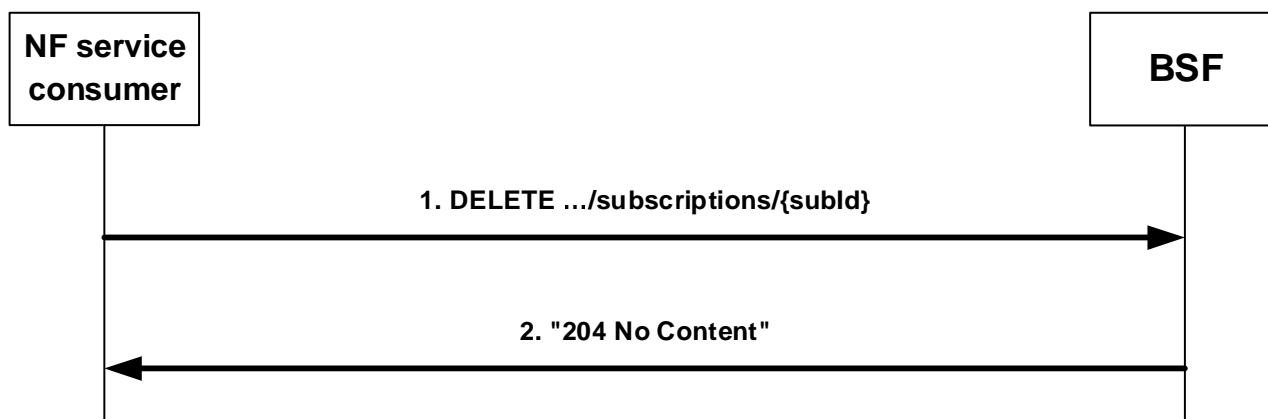 NF service
consumer
BSF
1. DELETE …/subscriptions/{subId}
2. "204 No Content"